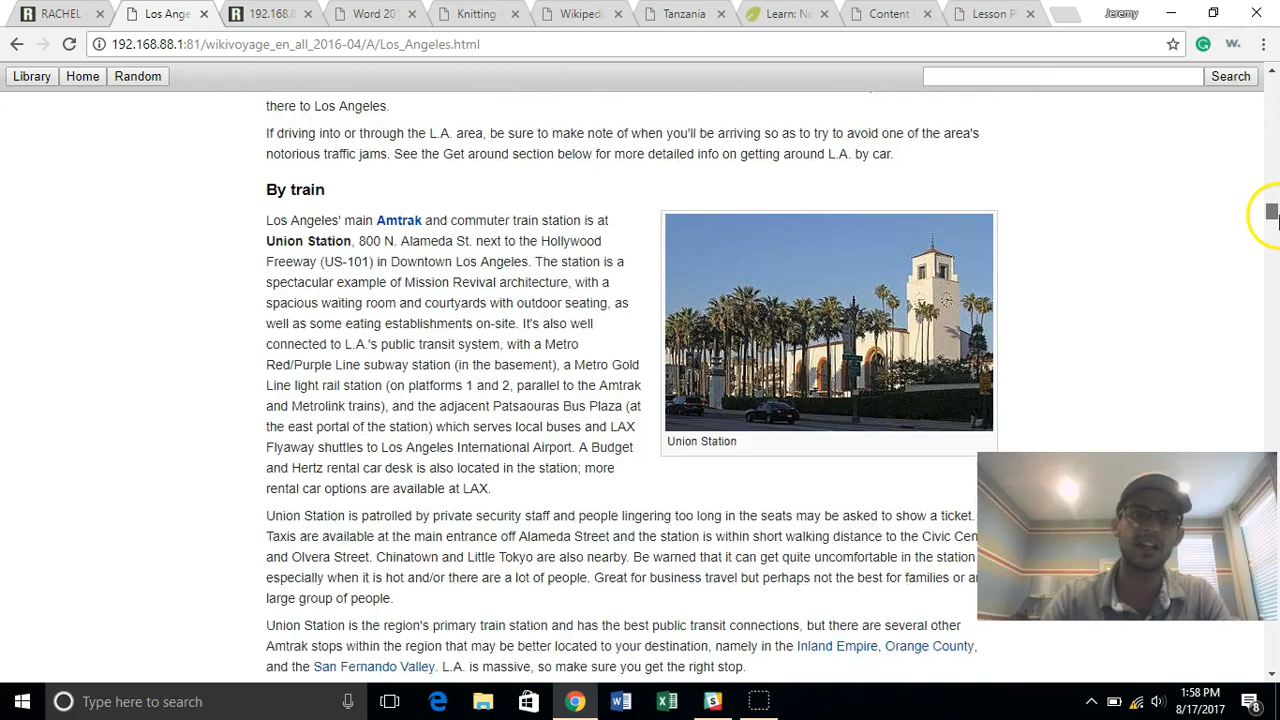 RACHEL -
Los Ange
192.168.8
Word 201
Knitting
Wikipedi
Tanzania
Learn: Ne
Content
Lesson P
Jeremy
192.168.88.1:81/wikivoyage_en_all_2016-04/A/Los_Angeles.html
Library Home Random Search
there to Los Angeles.
If driving into or through the L.A. area, be sure to make note of when you'll be arriving so as to try to avoid one of the area's
notorious traffic jams. See the Get around section below for more detailed info on getting around L.A. by car.
By train
Los Angeles' main Amtrak and commuter train station is at
Union Station, 800 N. Alameda St. next to the Hollywood
Freeway (US-101) in Downtown Los Angeles. The station is a
spectacular example of Mission Revival architecture, with a
spacious waiting room and courtyards with outdoor seating, as
well as some eating establishments on-site. It's also well
connected to L.A.'s public transit system, with a Metro
Red/Purple Line subway station (in the basement), a Metro Gold
Line light rail station (on platforms 1 and 2, parallel to the Amtrak
and Metrolink trains), and the adjacent Patsaouras Bus Plaza (at
the east portal of the station) which serves local buses and LAX
Flyaway shuttles to Los Angeles International Airport. A Budget
and Hertz rental car desk is also located in the station; more
rental car options are available at LAX.
Union Station
Union Station is patrolled by private security staff and people lingering too long in the seats may be asked to show a ticket.
Taxis are available at the main entrance off Alameda Street and the station is within short walking distance to the Civic Cen
and Olvera Street. Chinatown and Little Tokyo are also nearby. Be warned that it can get quite uncomfortable in the station
especially when it is hot and/or there are a lot of people. Great for business travel but perhaps not the best for families or a
large group of people.
Union Station is the region's primary train station and has the best public transit connections, but there are several other
Amtrak stops within the region that may be better located to your destination, namely in the Inland Empire, Orange County,
and the San Fernando Valley. L.A. is massive, so make sure you get the right stop.
Type here to search
1:58 PM
8/17/2017
8